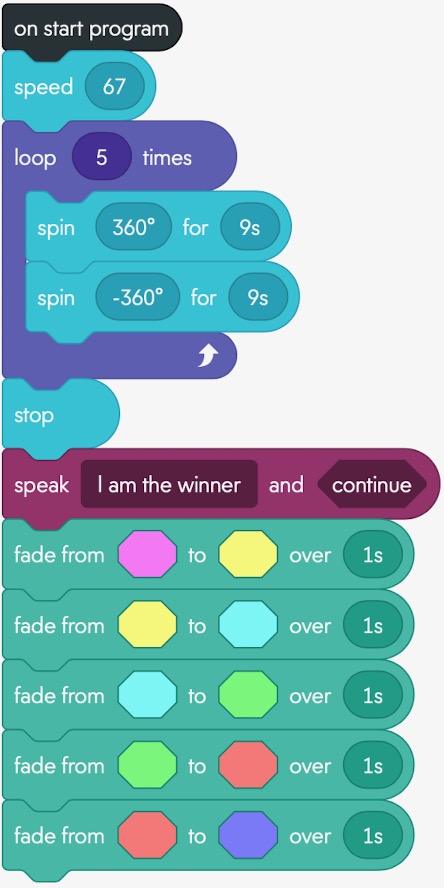 on start program
speed 67
loop 5 times
spin 360° for 9s
spin -360° for 9s
stop
speak I am the winner and continue
fade from to over 1s
fade from to over 1s
fade from to over 1s
fade from to over 1s
fade from to over 1s